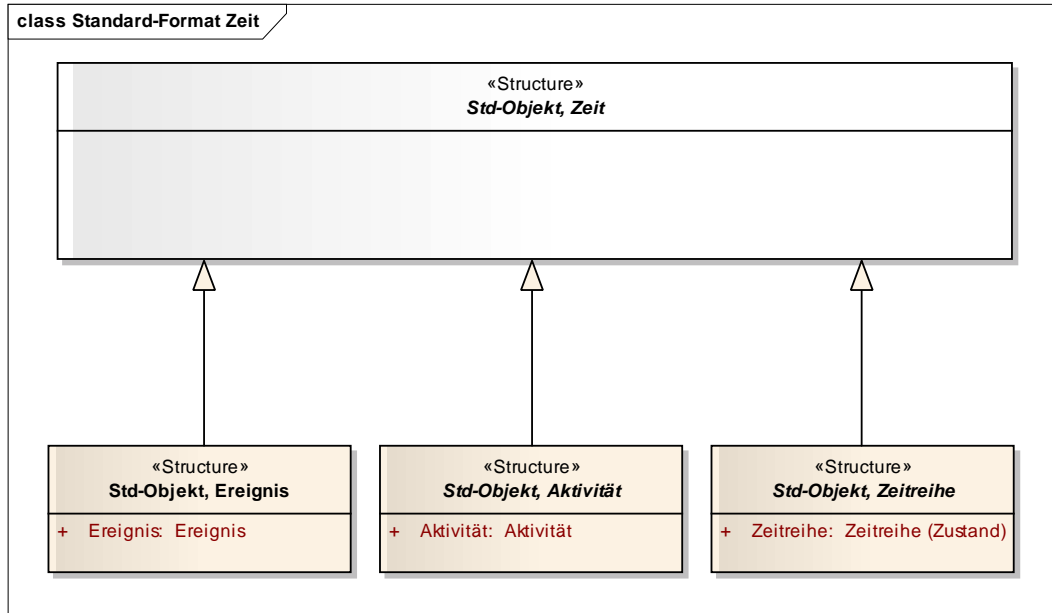 class Standard-Format Zeit
«Structure»
Std-Objekt, Zeit
«Structure»
Std-Objekt, Ereignis
+ Ereignis: Ereignis
«Structure»
Std-Objekt, Aktivität
+ Aktivität: Aktivität
«Structure»
Std-Objekt, Zeitreihe
+ Zeitreihe: Zeitreihe (Zustand)